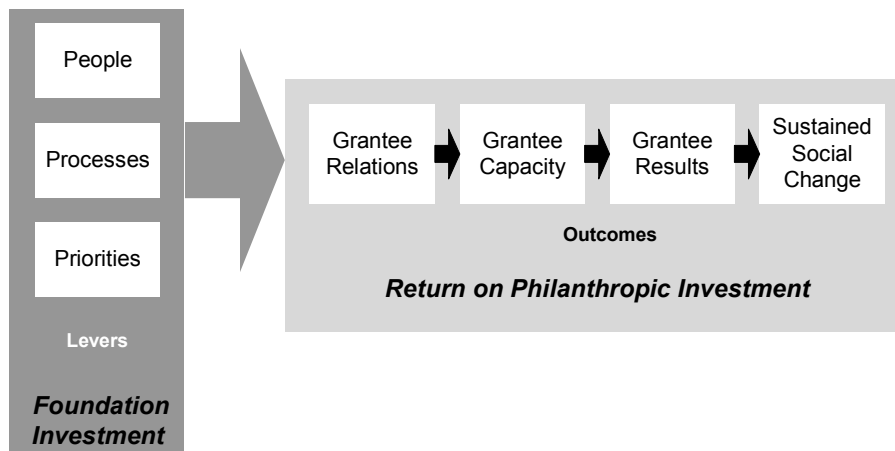 People
Processes
Priorities
Levers
Foundation
Investment
Grantee
Relations
Grantee
Capacity
Grantee
Results
Sustained
Social
Change
Outcomes
Return on Philanthropic Investment